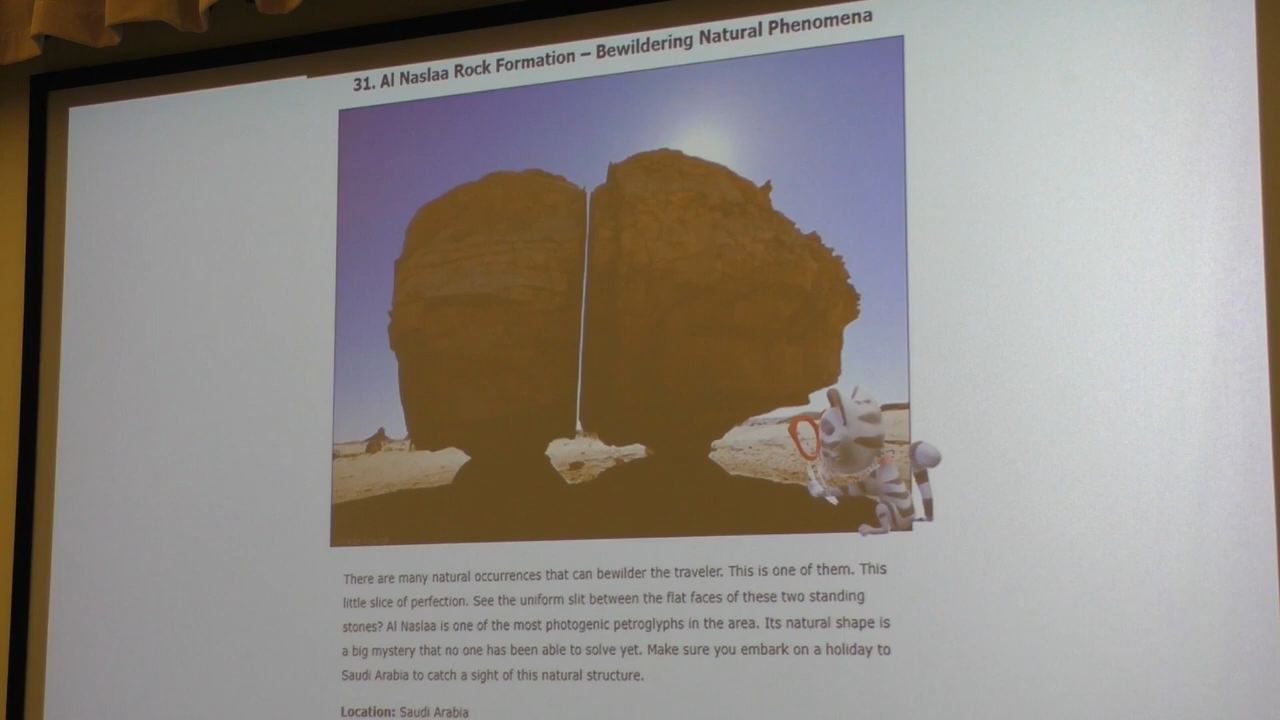 31. Al Naslaa Rock Formation – Bewildering Natural Phenomena
There are many natural occurrences that can bewilder the traveler. This is one of them. This
little slice of perfection. See the uniform slit between the flat faces of these two standing
stones? Al Naslaa is one of the most photogenic petroglyphs in the area. Its natural shape is
a big mystery that no one has been able to solve yet. Make sure you embark on a holiday to
Saudi Arabia to catch a sight of this natural structure.
Location: Saudi Arabia